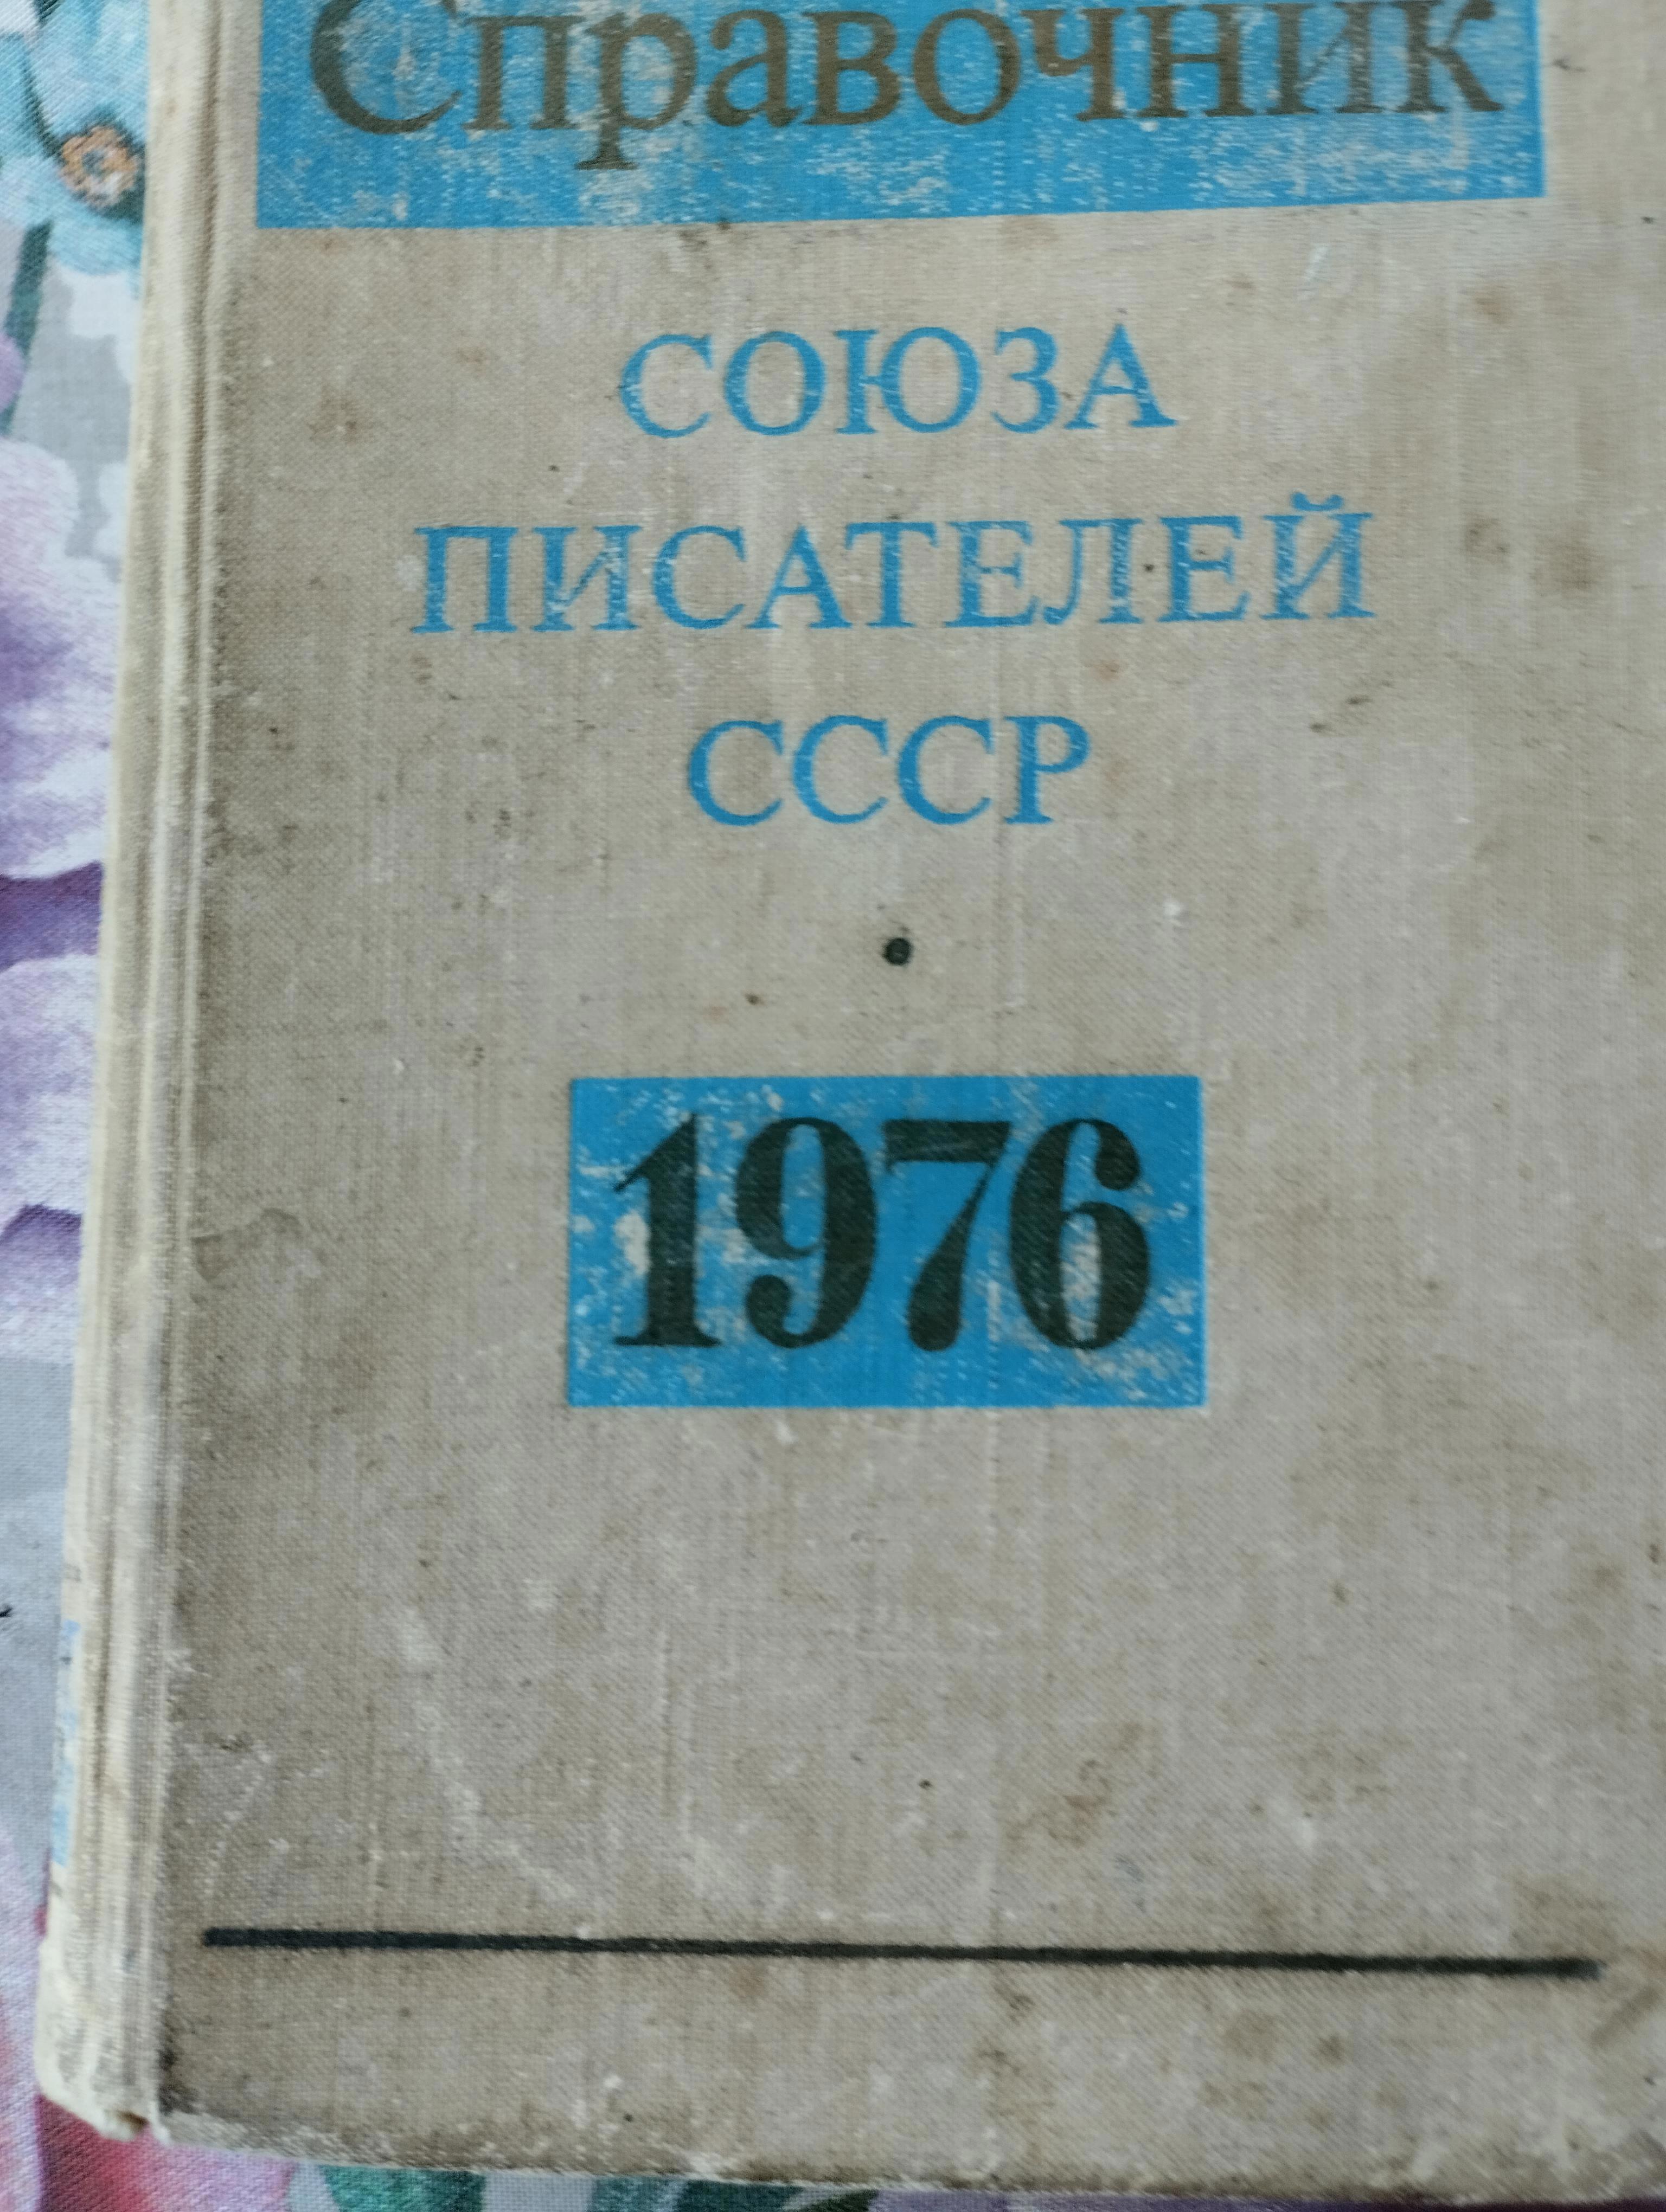 Справочник
СОЮЗА
ПИСАТЕЛЕЙ
СССР
1976